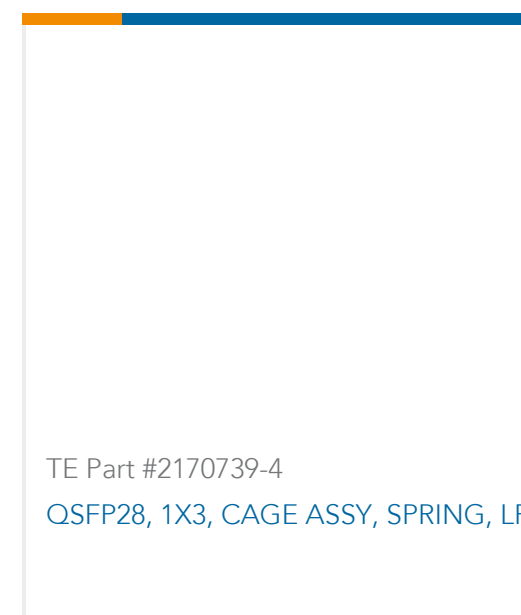 TE Part #2170739-4
QSFP28, 1X3, CAGE ASSY, SPRING,